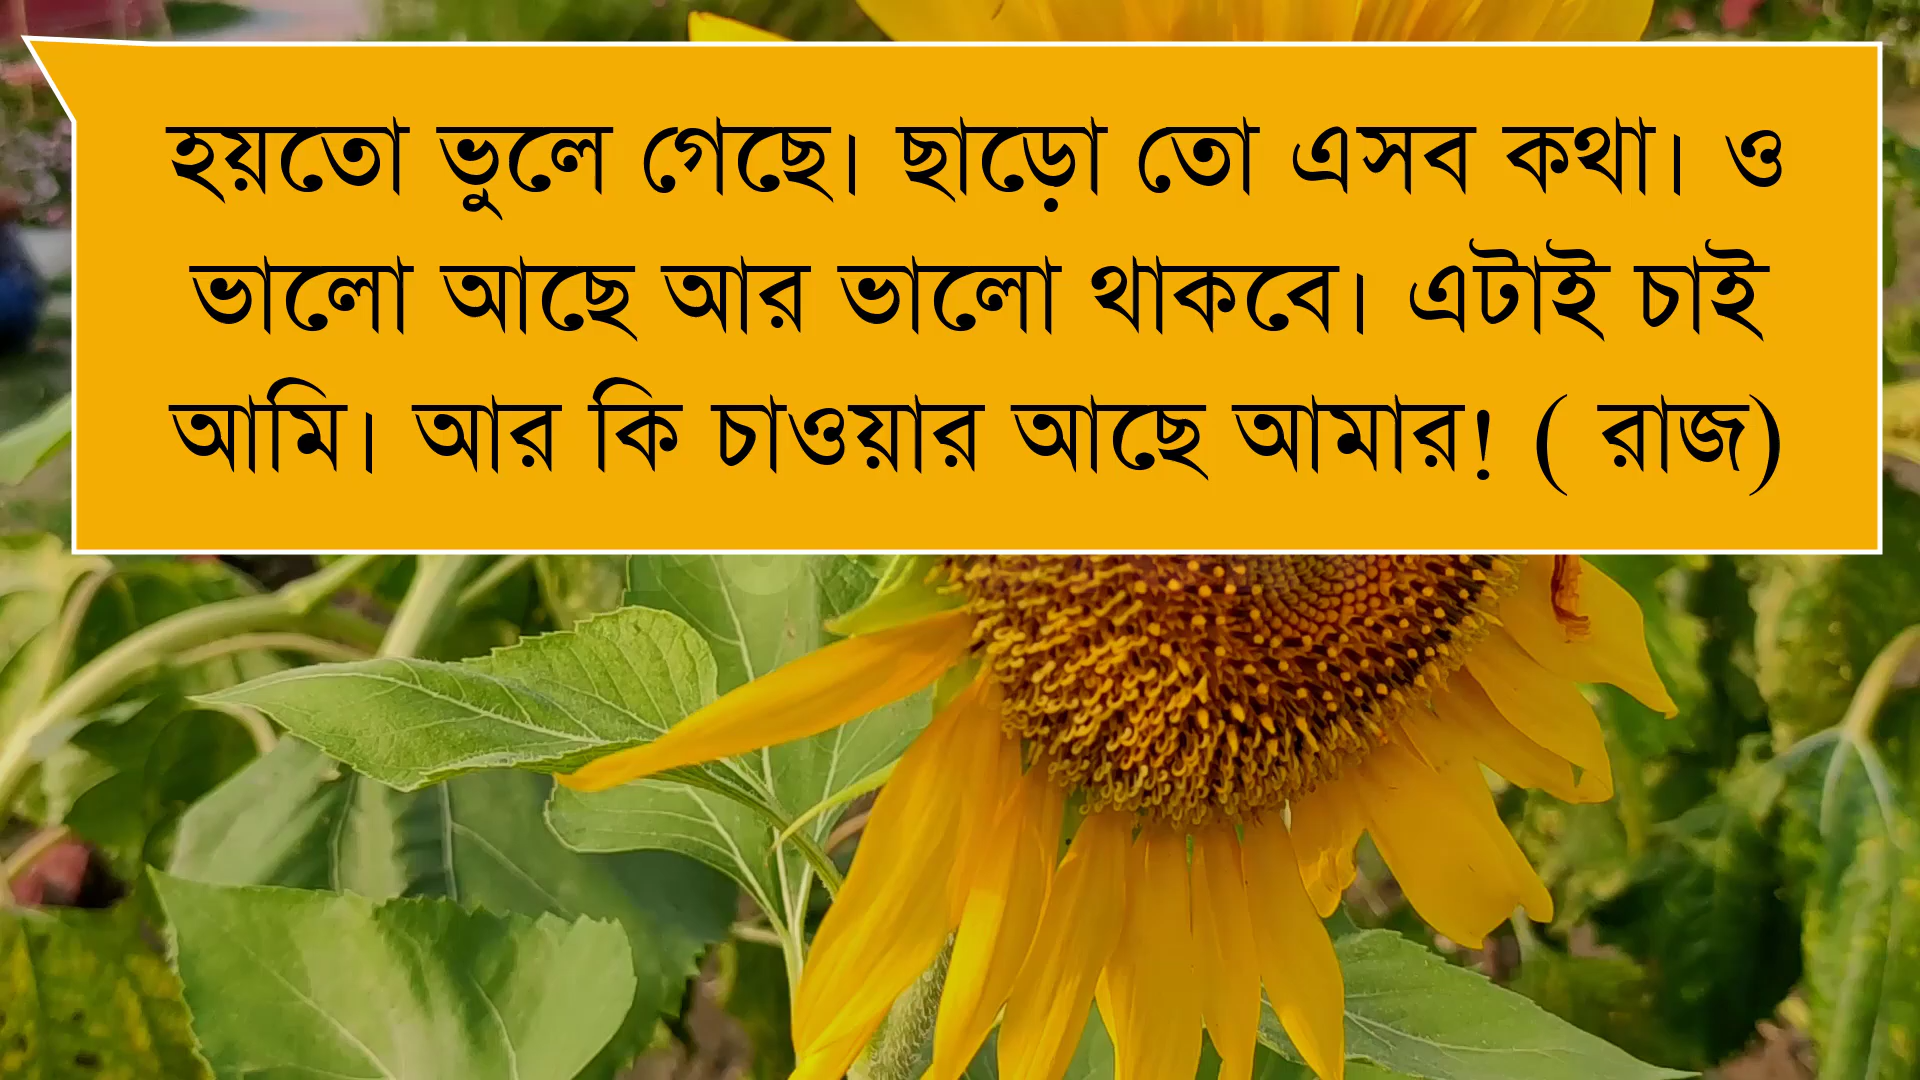 হয়তো ভুলে গেছে। ছাড়ো তো এসব কথা। ও
ভালো আছে আর ভালো থাকবে। এটাই চাই
আমি। আর কি চাওয়ার আছে আমার! ( রাজ)